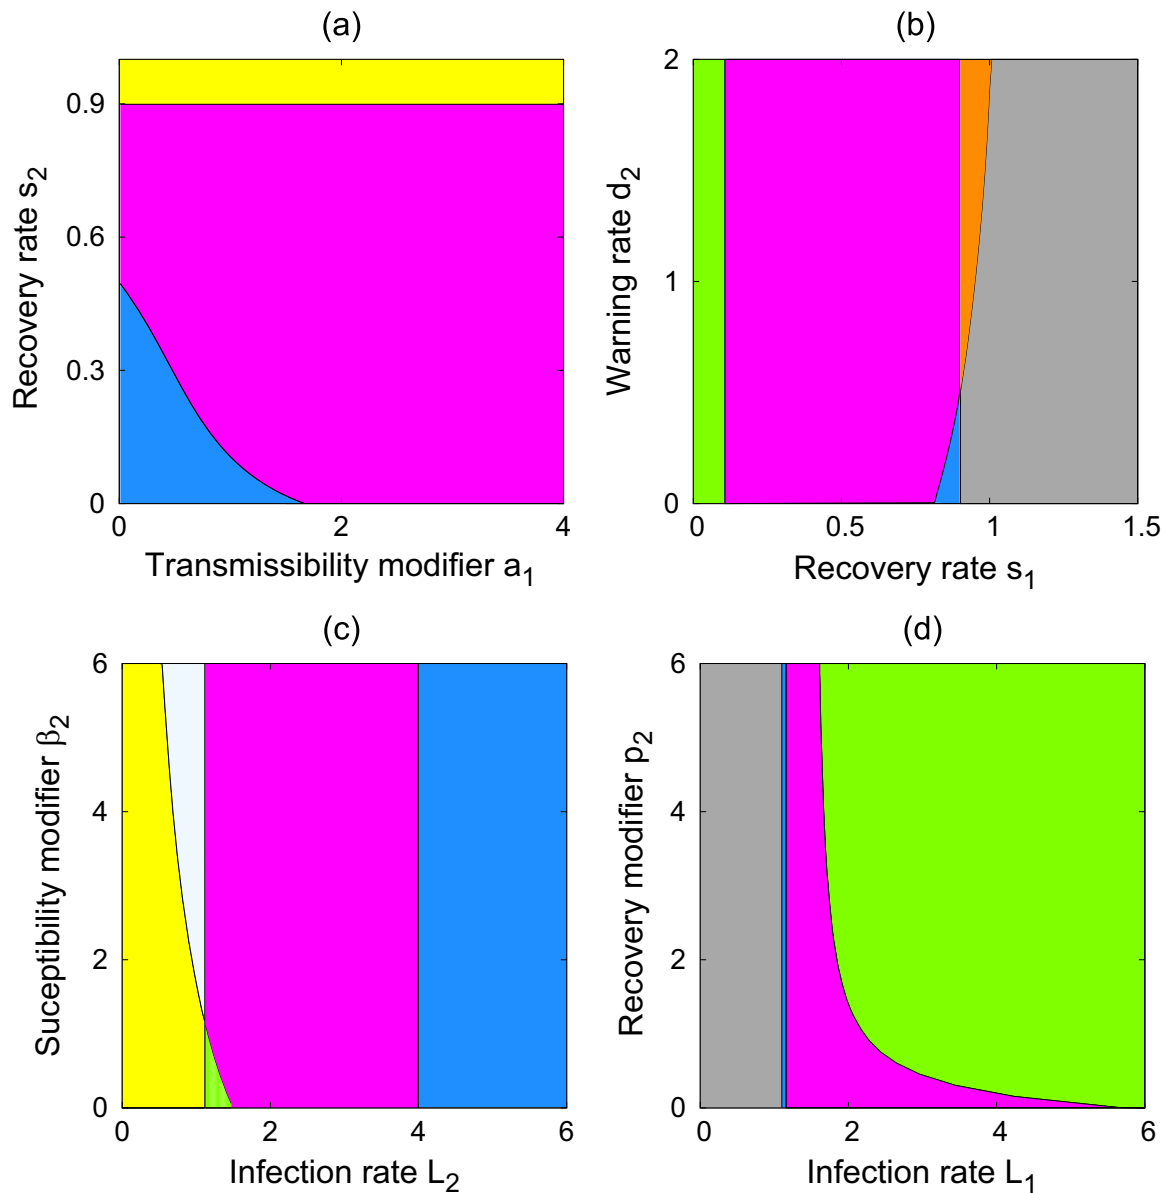 (a)
0.9
0.6
0.3
0
0 2 4
Recovery rate s2
Transmissibility modifier a1
(b)
2
1
0
0 0.5 1 1.5
Warning rate d2
Recovery rate s1
(c)
6
4
2
0
0 2 4 6
Suceptibility modifier β2
Infection rate L2
(d)
6
4
2
0
0 2 4 6
Recovery modifier p2
Infection rate L1